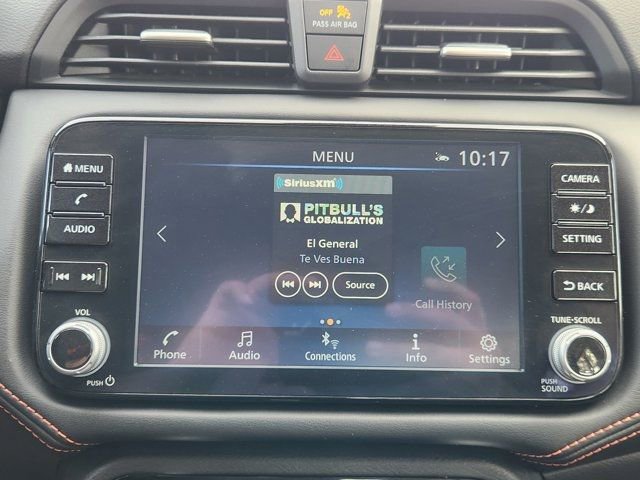 OFF 2
PASS AIR BAG
MENU
10:17
MENU
AUDIO
VOL
PUSH
SiriusXM
PITBULL'S
GLOBALIZATION
El General
Te Ves Buena
Source
Call History
Phone
Audio
Connections
Info
Settings
CAMERA
SETTING
BACK
TUNE·SCROLL
PUSH
SOUND